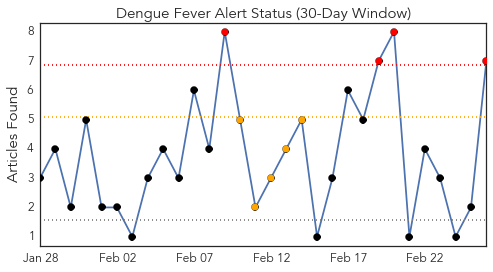 Dengue Fever Alert Status (30-Day Window)
Articles Found
8
7
6
5
4
3
2
1
Jan 28 Feb 02 Feb 07 Feb 12 Feb 17 Feb 22